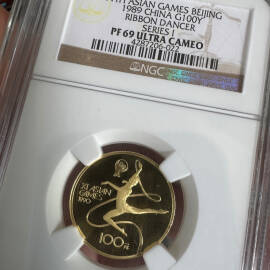 ASIAN GAMES BEIJING
1989 CHINA G100Y
RIBBON DANCER
SERIES I
PF 69 ULTRA CAMEO
NGC
XI ASIAN
GAMES
1990
100元